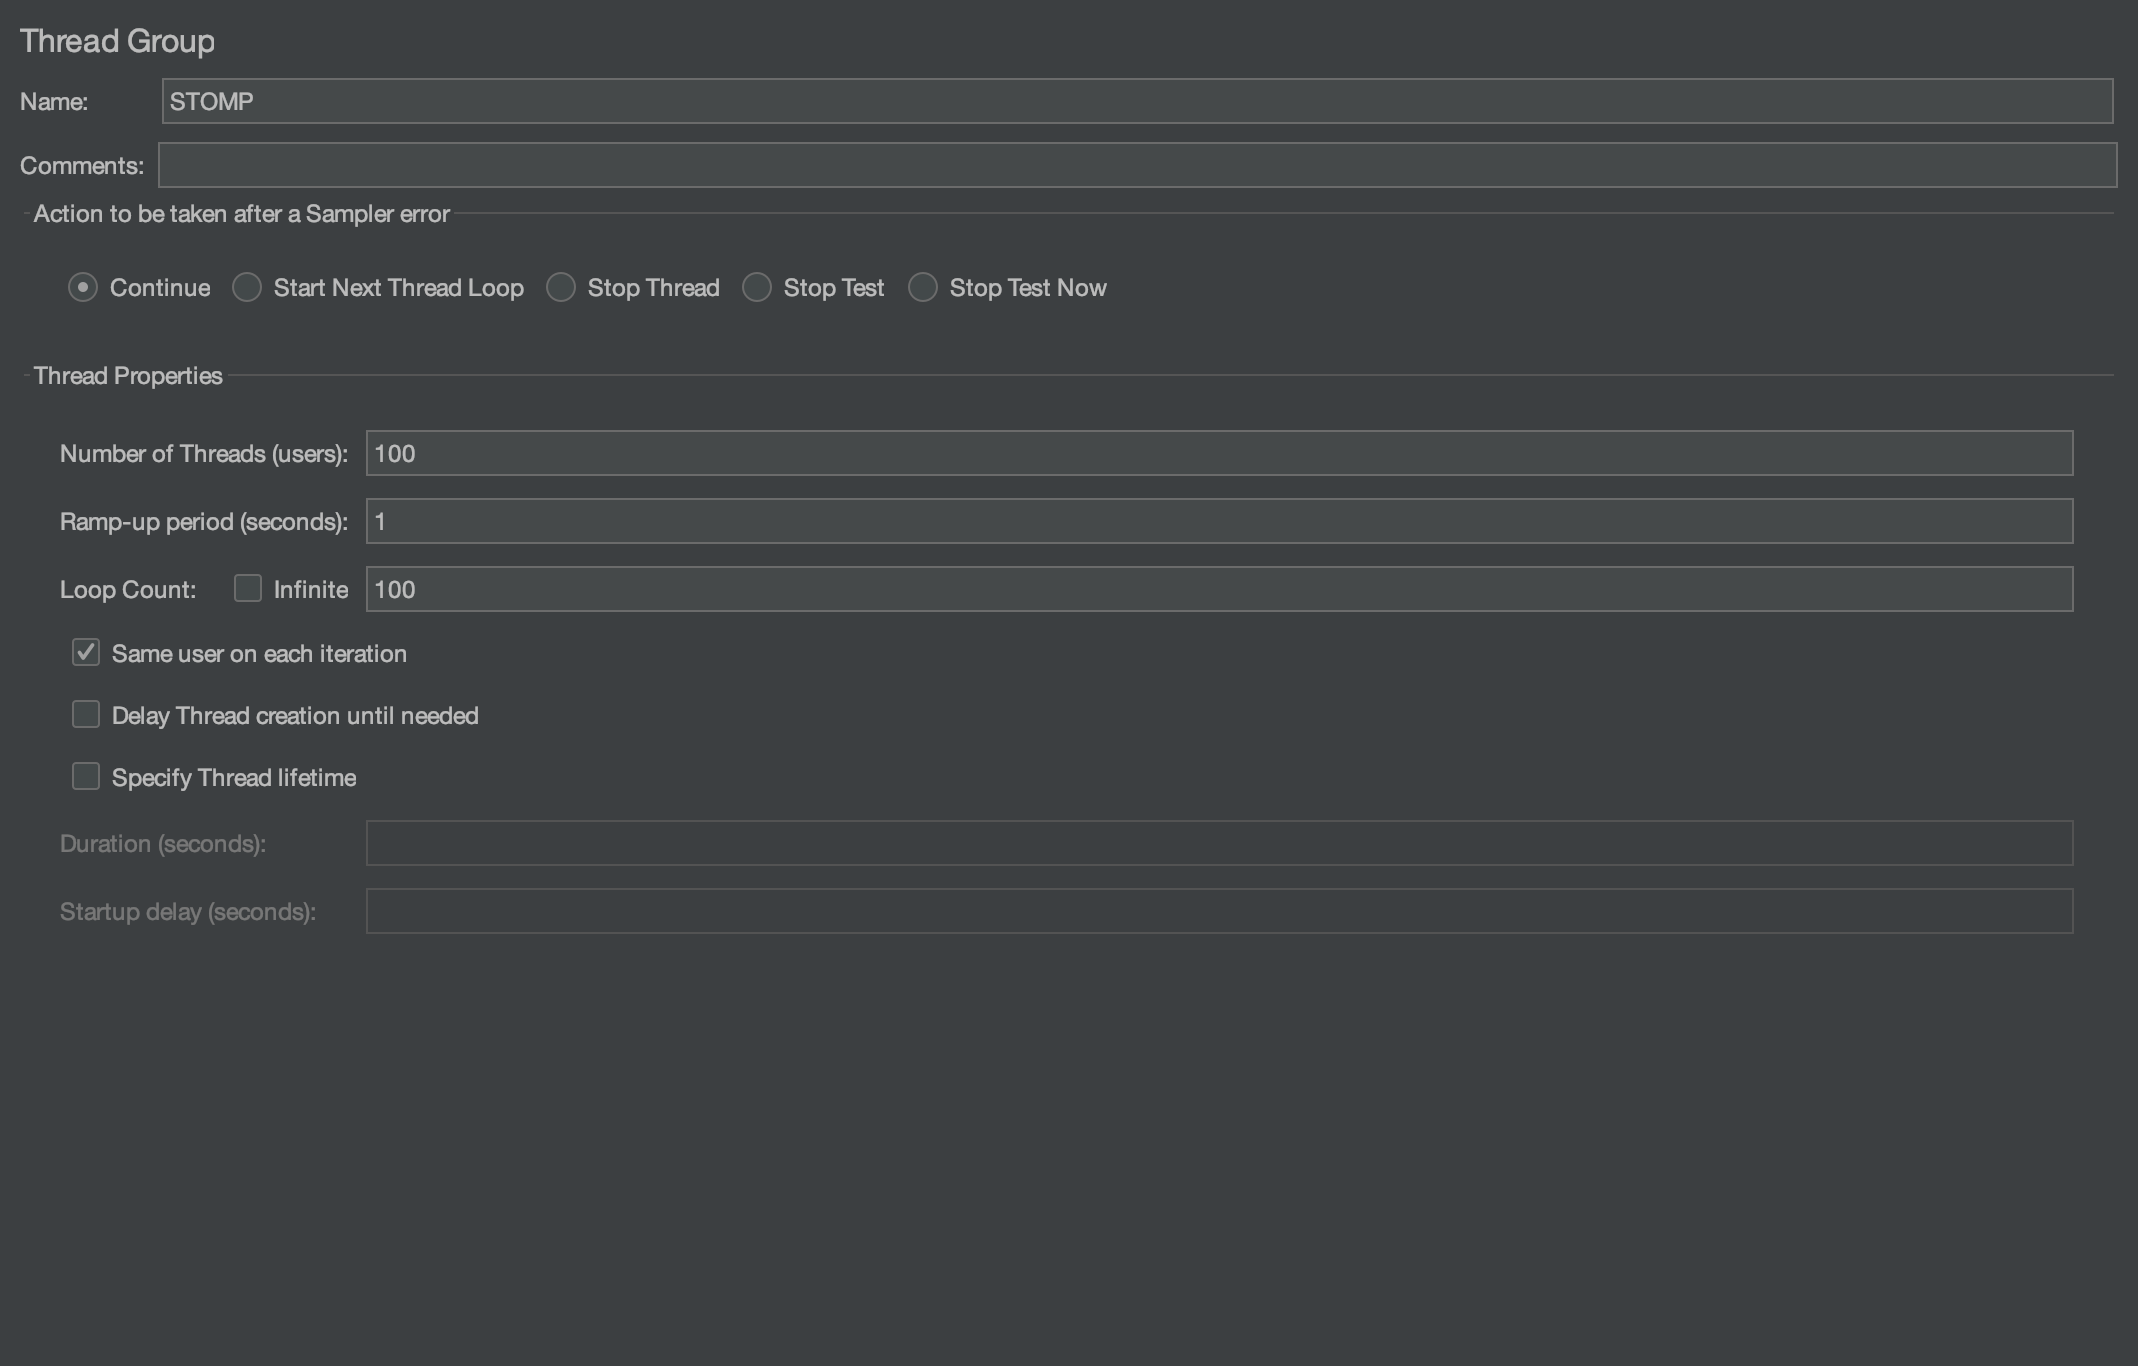 Thread Group
Name: STOMP
Comments:
Action to be taken after a Sampler error
Continue Start Next Thread Loop Stop Thread Stop Test Stop Test Now
Thread Properties
Number of Threads (users): 100
Ramp-up period (seconds): 1
Loop Count: Infinite 100
Same user on each iteration
Delay Thread creation until needed
Specify Thread lifetime
Duration (seconds):
Startup delay (seconds):